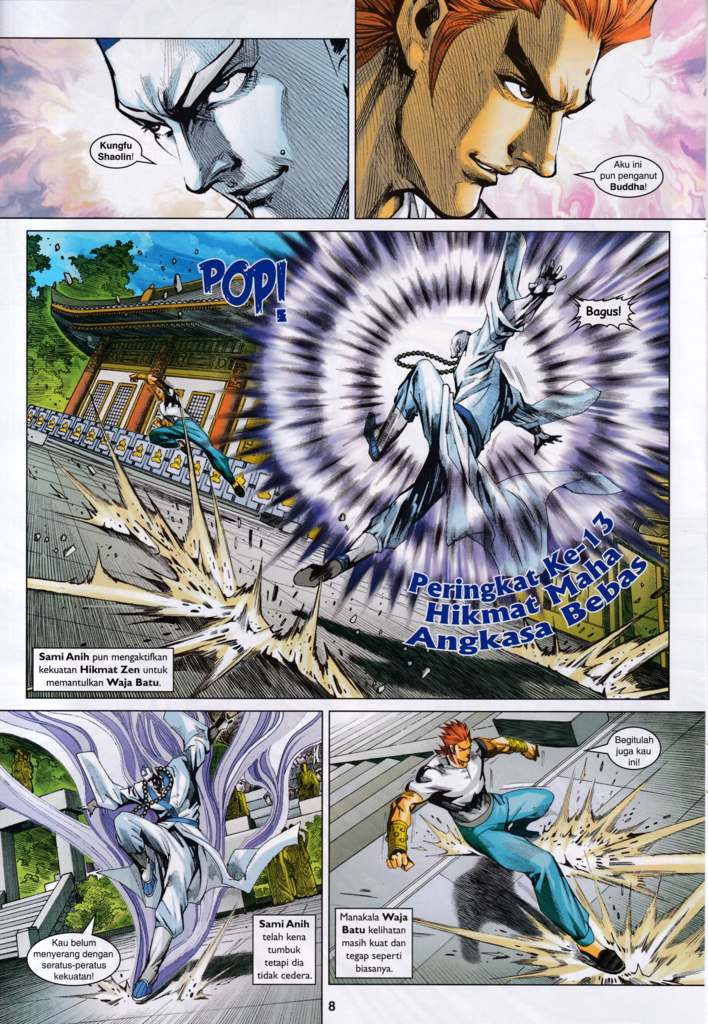 Kungfu
Shaolin!
Aku ini
pun penganut
Buddha!
POP!
Bagus!
Peringkat Ke-13
Hikmat Maha
Angkasa Bebas
Sami Anih pun mengaktifkan
kekuatan Hikmat Zen untuk
memantulkan Waja Batu.
Kau belum
menyerang dengan
seratus-peratus
kekuatan!
Sami Anih
telah kena
tumbuk
tetapi dia
tidak cedera.
Begitulah
juga kau
ini!
Manakala Waja
Batu kelihatan
masih kuat dan
tegap seperti
biasanya.
8